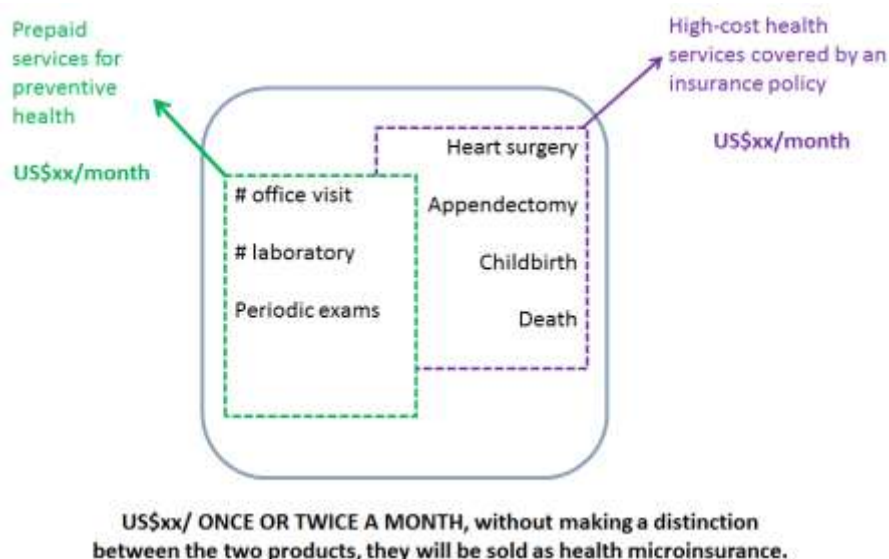 Prepaid
services for
preventive
health
US$xx/month
High-cost health
services covered by an
insurance policy
US$xx/month
# office visit
# laboratory
Periodic exams
Heart surgery
Appendectomy
Childbirth
Death
US$xx/ ONCE OR TWICE A MONTH, without making a distinction
between the two products, they will be sold as health microinsurance.